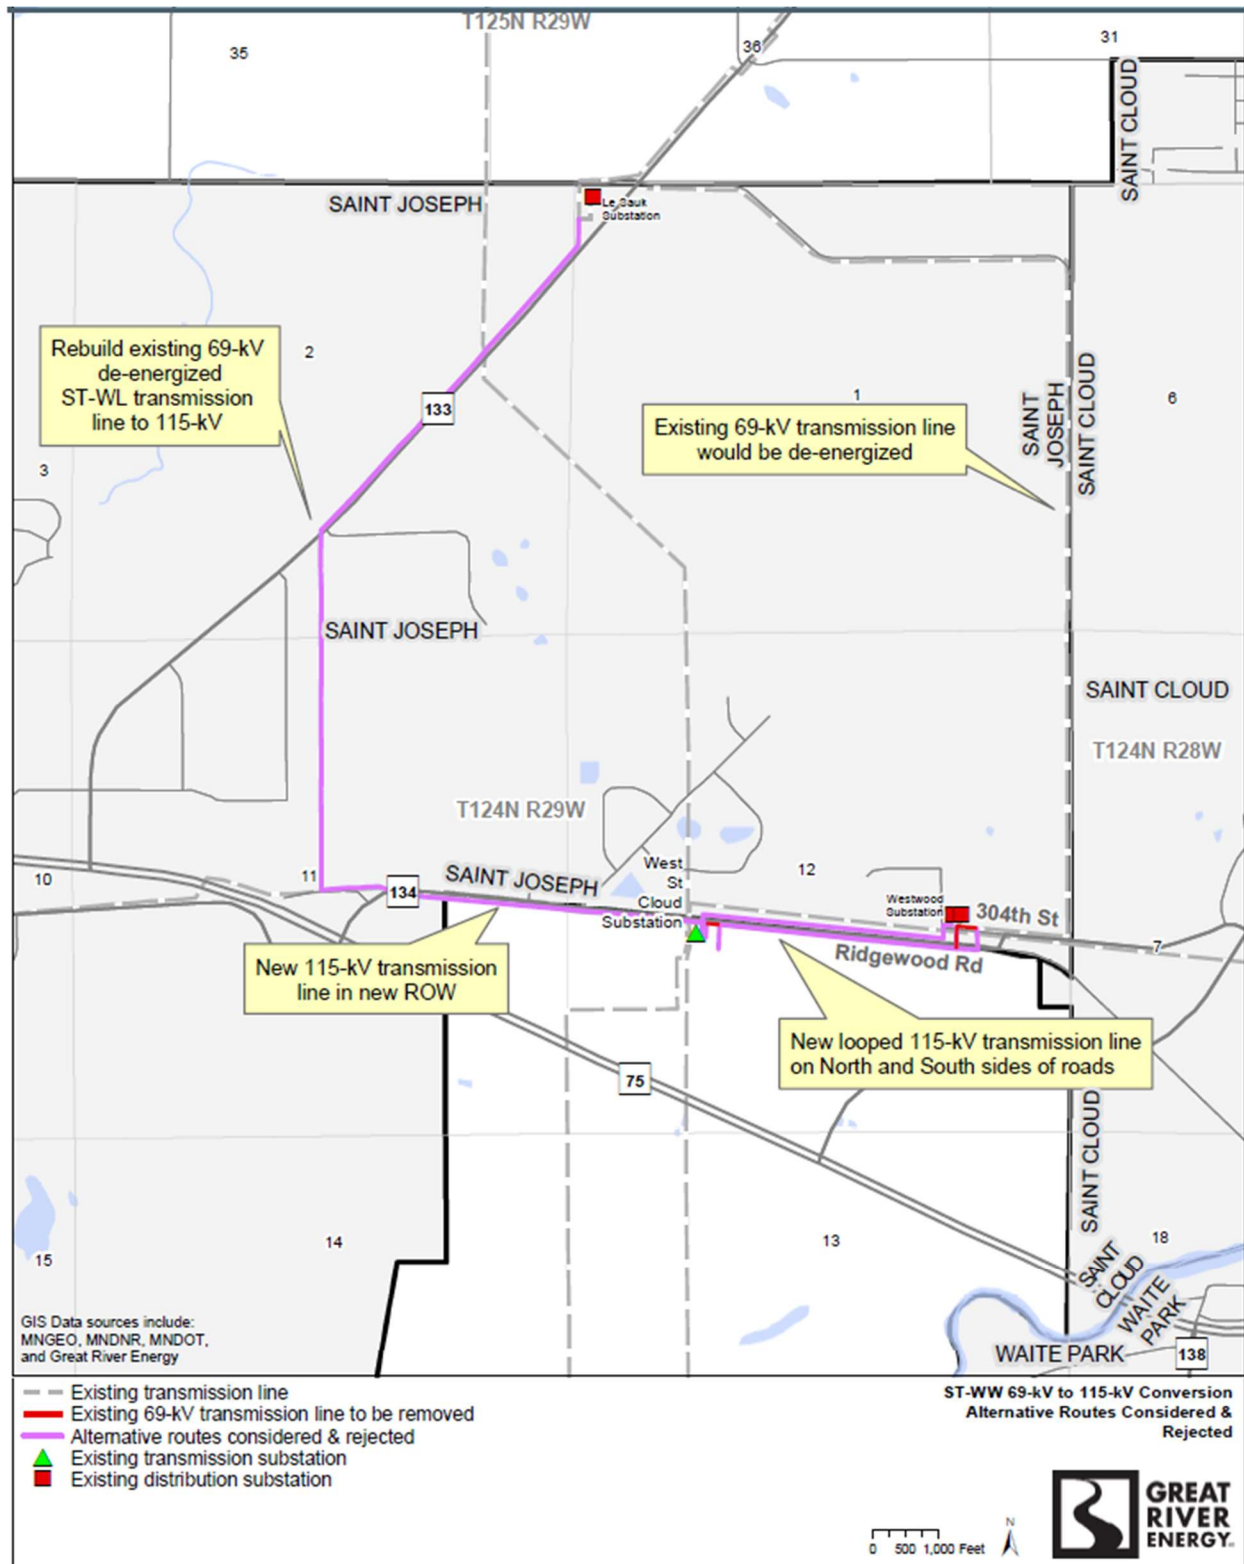 T125N R29W
35
36
31
SAINT CLOUD
SAINT JOSEPH
Le Sauk
Substation
Rebuild existing 69-kV
de-energized
ST-WL transmission
line to 115-kV
2
133
1
6
Existing 69-kV transmission line
would be de-energized
SAINT
JOSEPH
SAINT CLOUD
3
SAINT JOSEPH
SAINT CLOUD
T124N R28W
T124N R29W
10
11
134
SAINT JOSEPH
West
St
Cloud
Substation
12
Westwood
Substation
304th St
7
Ridgewood Rd
New 115-kV transmission
line in new ROW
New looped 115-kV transmission line
on North and South sides of roads
75
SAINT CLOUD
15
14
13
18
SAINT
CLOUD
WAITE
PARK
WAITE PARK
138
GIS Data sources include:
MNGEO, MNDNR, MNDOT,
and Great River Energy
Existing transmission line
Existing 69-kV transmission line to be removed
Alternative routes considered & rejected
Existing transmission substation
Existing distribution substation
ST-WW 69-kV to 115-kV Conversion
Alternative Routes Considered &
Rejected
0 500 1,000 Feet
N
GREAT
RIVER
ENERGY®